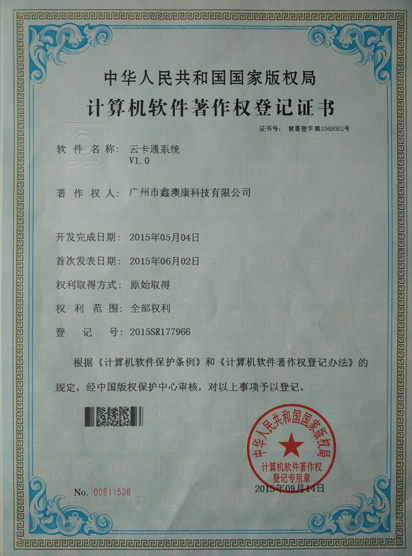 中华人民共和国国家版权局
计算机软件著作权登记证书
证书号： 软著登字第1065052号
软件名称： 云卡通系统
V1.0
著作权人： 广州市鑫澳康科技有限公司
开发完成日期： 2015年05月04日
首次发表日期： 2015年06月02日
权利取得方式： 原始取得
权利范围： 全部权利
登记号： 2015SR177966
根据《计算机软件保护条例》和《计算机软件著作权登记办法》的
规定，经中国版权保护中心审核，对以上事项予以登记。
中华人民共和国国家版权局
计算机软件著作权
登记专用章
2015年09月14日
No. 00811538